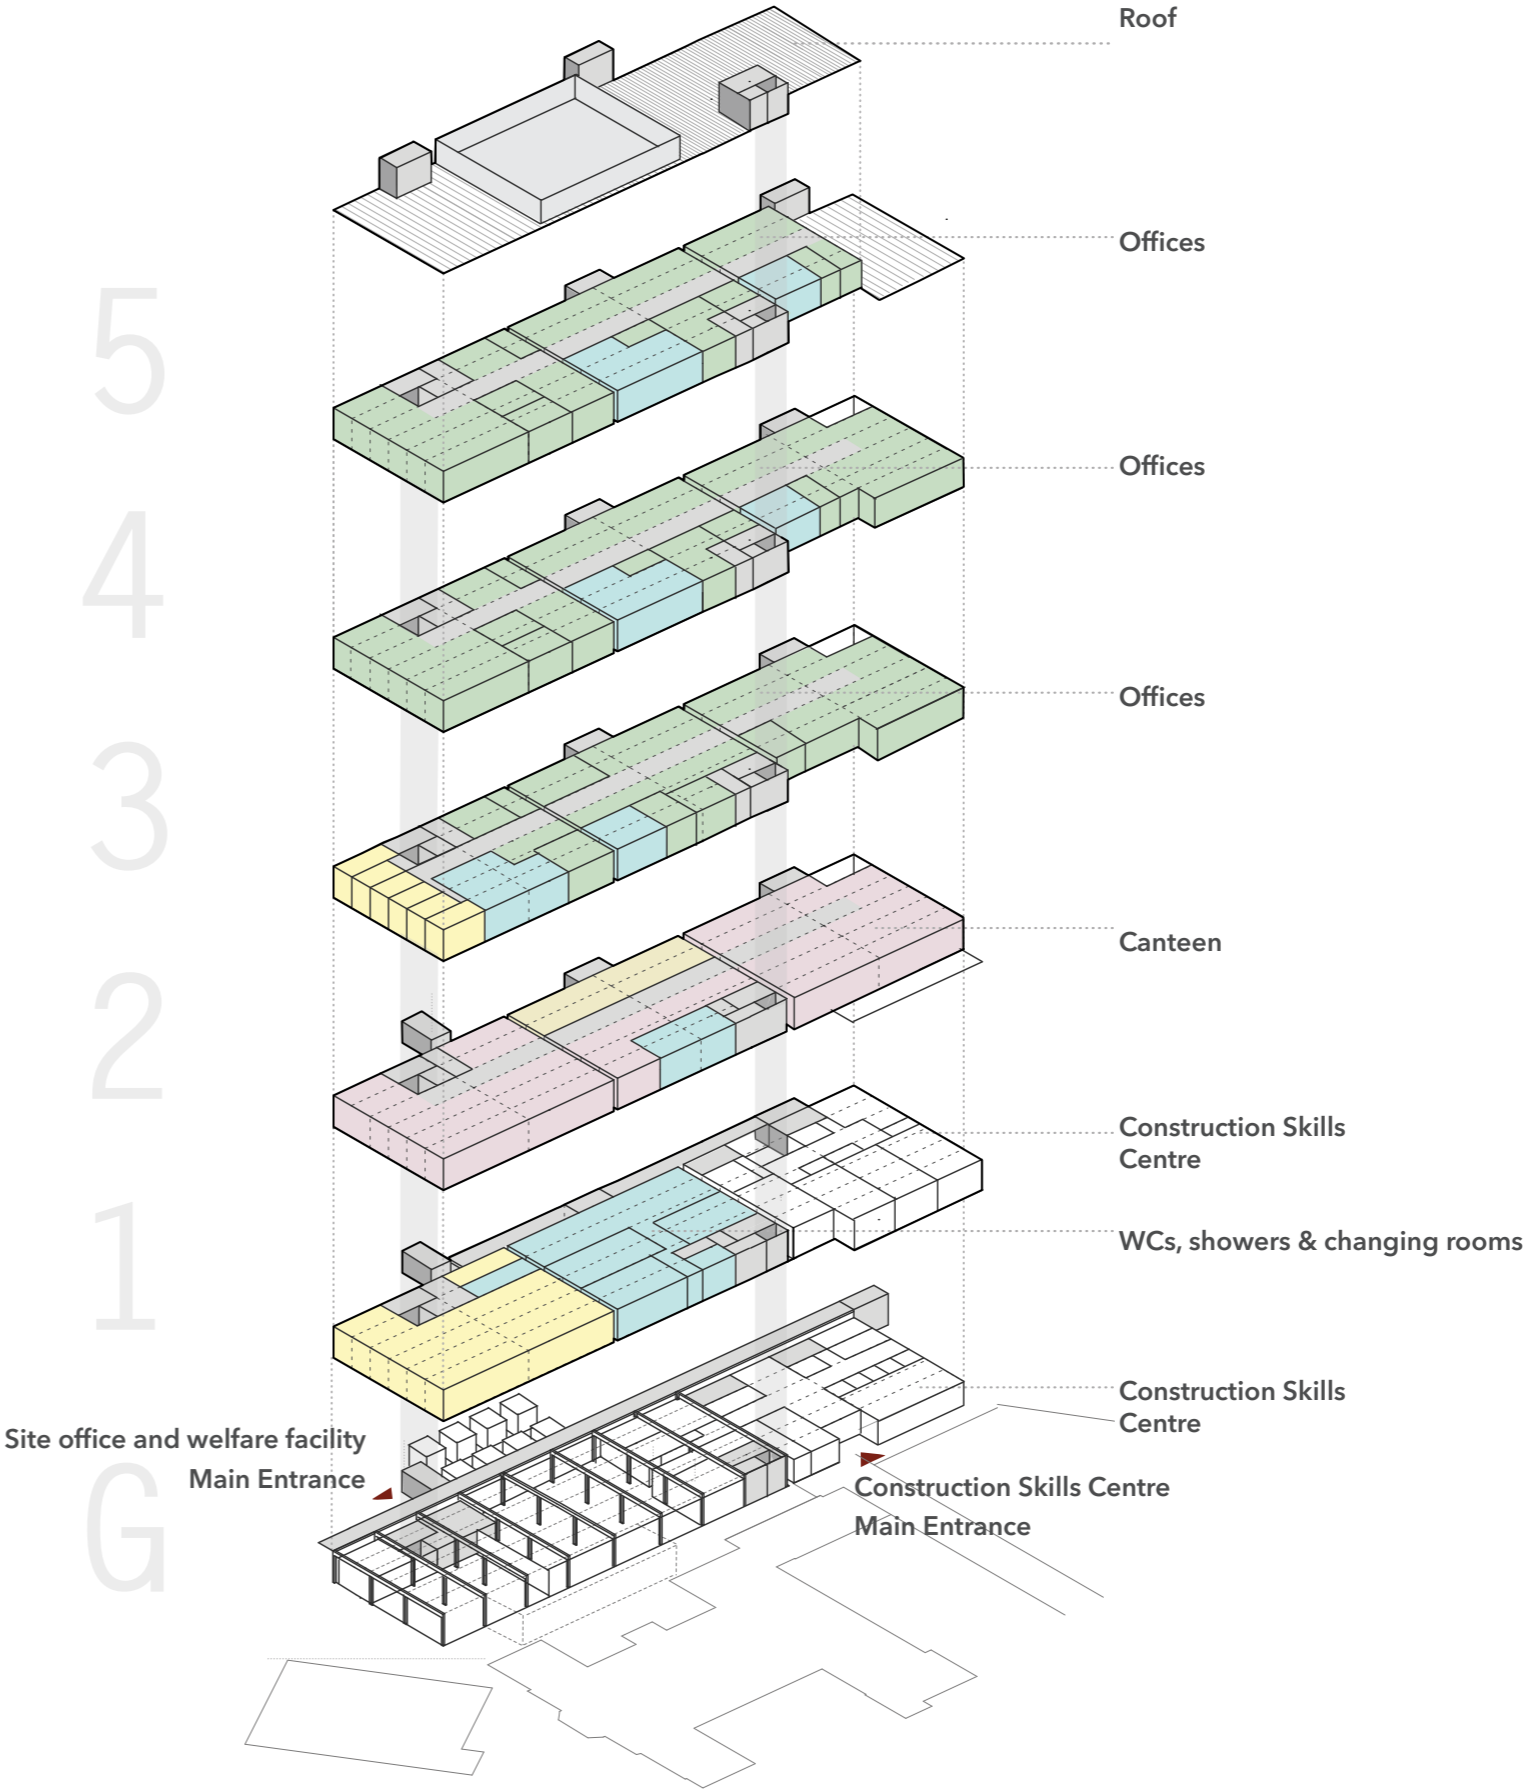 Roof
5
Offices
4
Offices
3
Offices
2
Canteen
1
Construction Skills
Centre
WCs, showers & changing rooms
G
Construction Skills
Centre
Site office and welfare facility
Main Entrance
Construction Skills Centre
Main Entrance